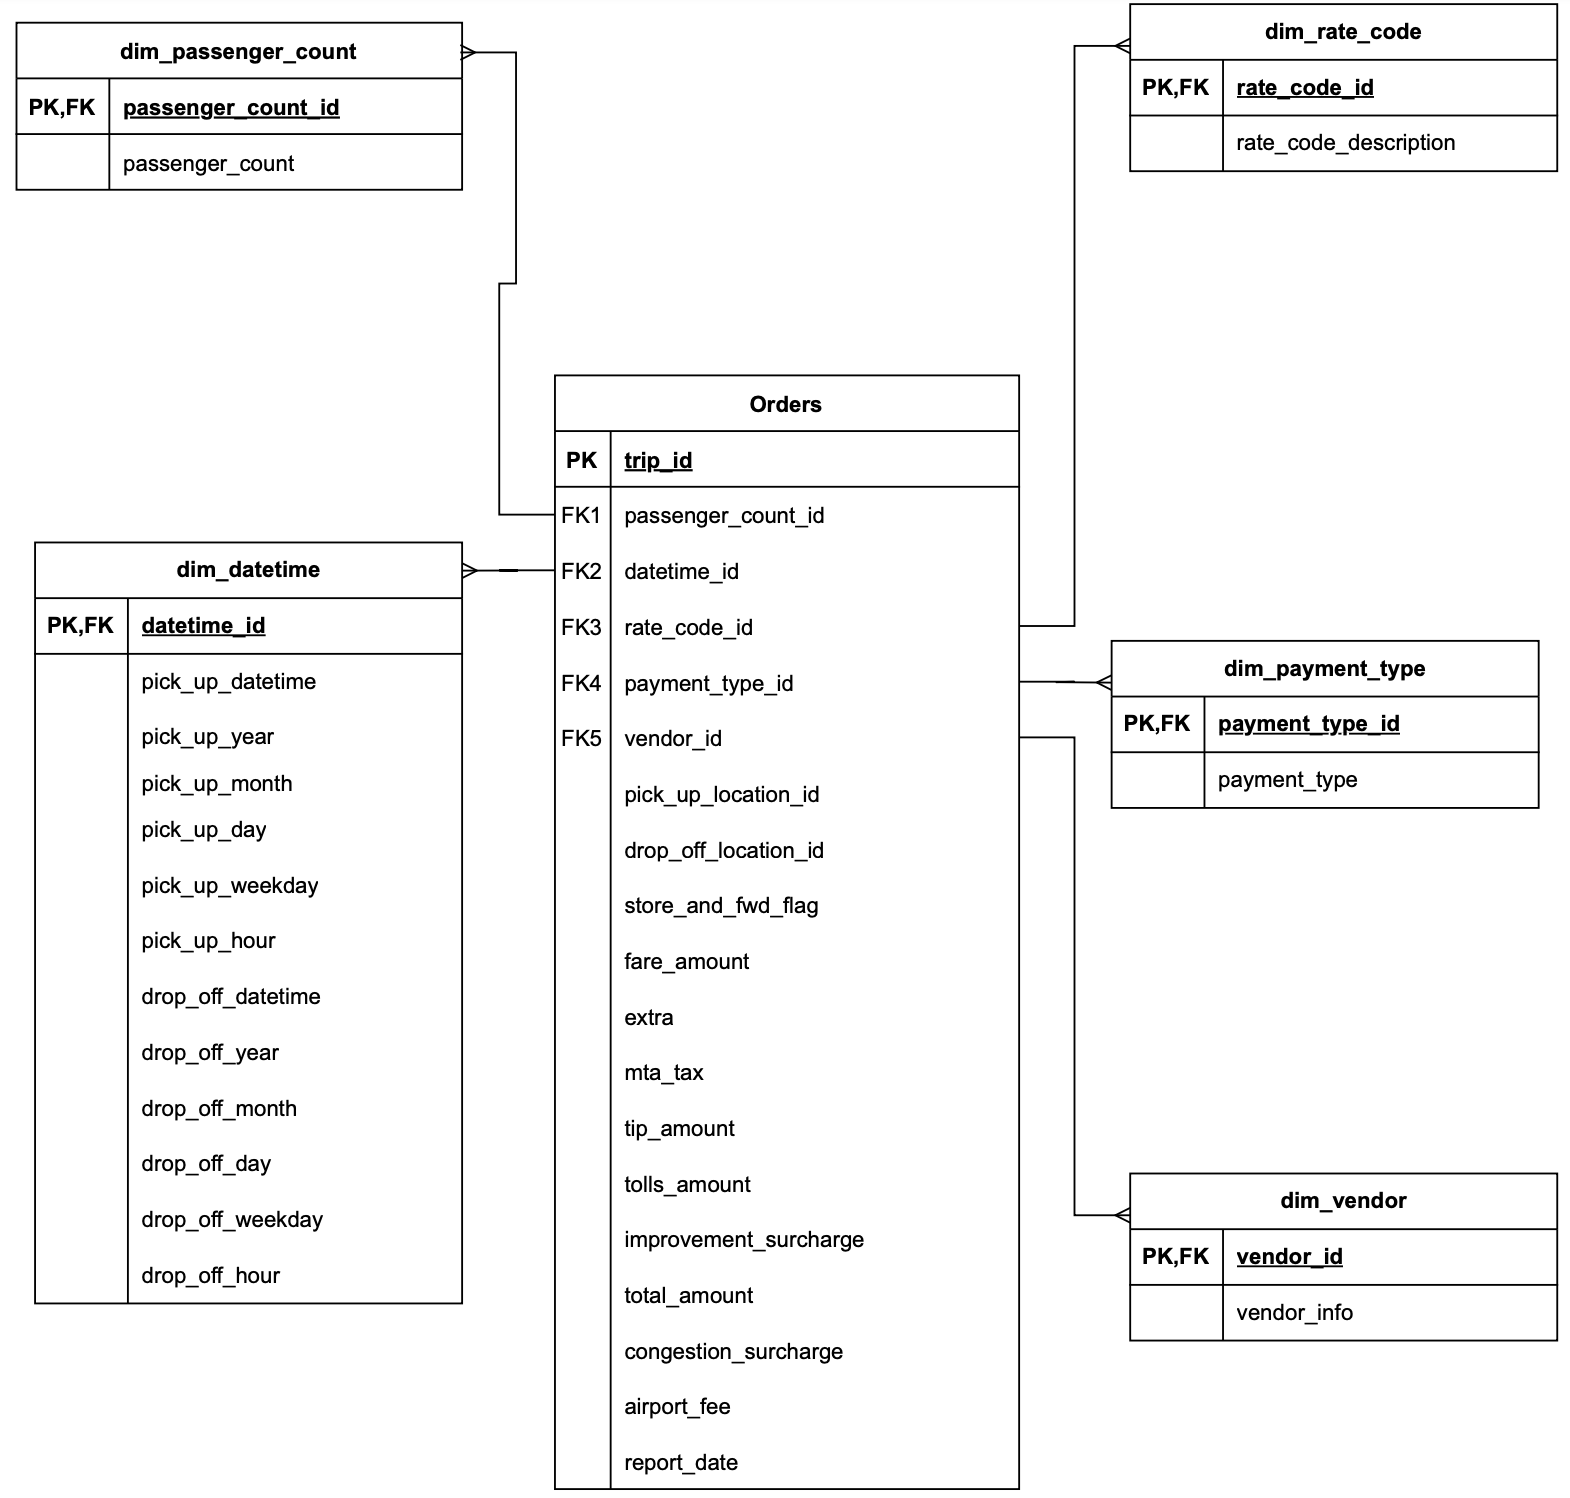 dim_passenger_count
PK,FK passenger_count_id
passenger_count
dim_rate_code
PK,FK rate_code_id
rate_code_description
Orders
PK trip_id
FK1 passenger_count_id
FK2 datetime_id
FK3 rate_code_id
FK4 payment_type_id
FK5 vendor_id
pick_up_location_id
drop_off_location_id
store_and_fwd_flag
fare_amount
extra
mta_tax
tip_amount
tolls_amount
improvement_surcharge
total_amount
congestion_surcharge
airport_fee
report_date
dim_datetime
PK,FK datetime_id
pick_up_datetime
pick_up_year
pick_up_month
pick_up_day
pick_up_weekday
pick_up_hour
drop_off_datetime
drop_off_year
drop_off_month
drop_off_day
drop_off_weekday
drop_off_hour
dim_payment_type
PK,FK payment_type_id
payment_type
dim_vendor
PK,FK vendor_id
vendor_info